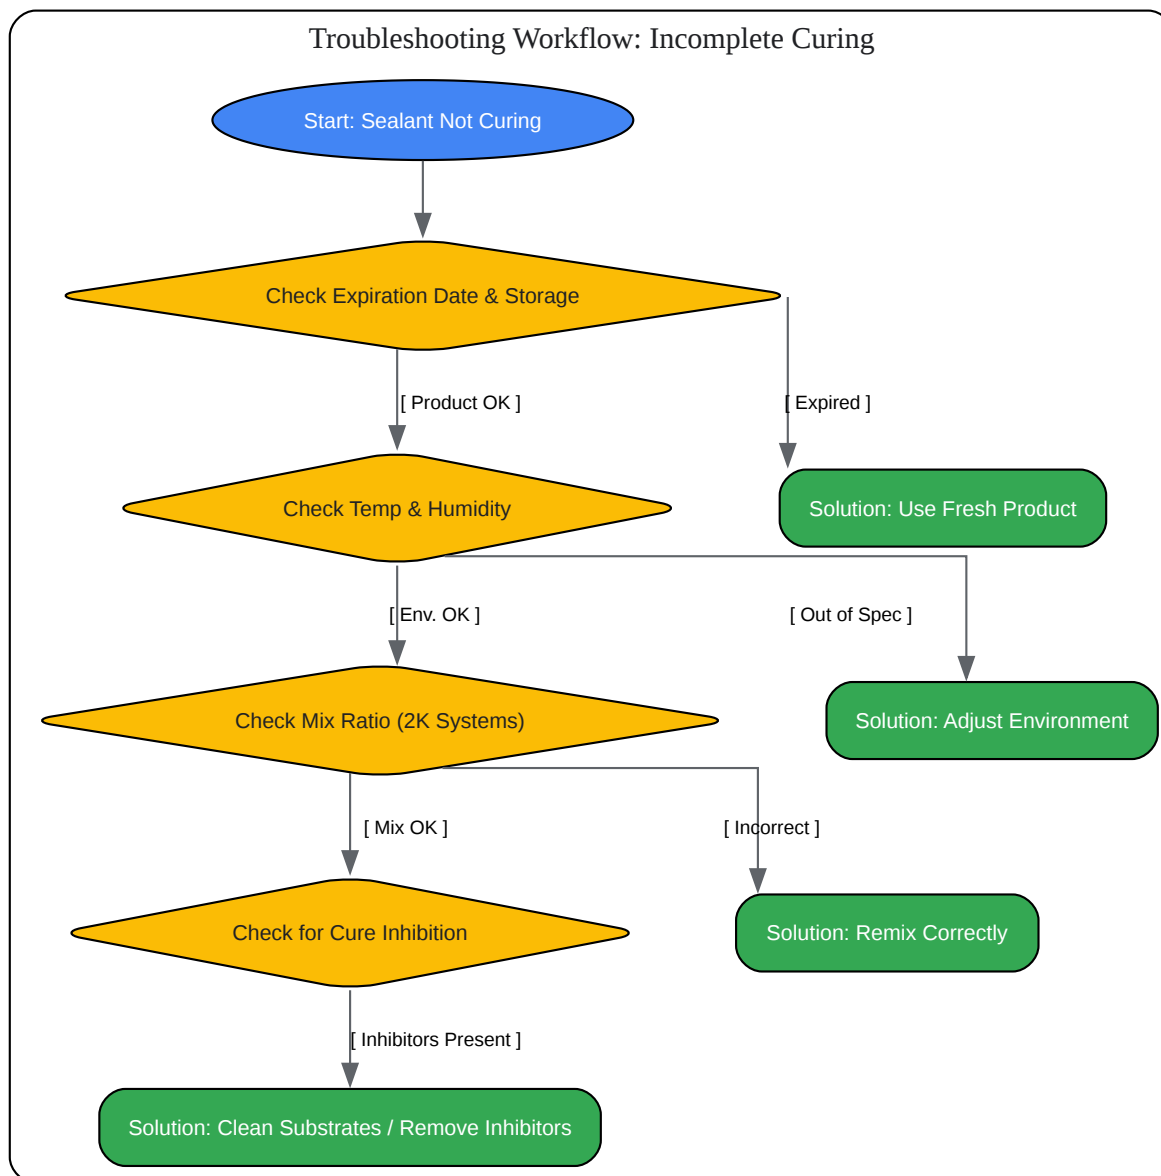 Troubleshooting Workflow: Incomplete Curing
Start: Sealant Not Curing
Check Expiration Date & Storage
[ Product OK ]
[ Expired ]
Check Temp & Humidity
Solution: Use Fresh Product
[ Env. OK ]
[ Out of Spec ]
Check Mix Ratio (2K Systems)
Solution: Adjust Environment
[ Mix OK ]
[ Incorrect ]
Check for Cure Inhibition
Solution: Remix Correctly
[ Inhibitors Present ]
Solution: Clean Substrates / Remove Inhibitors